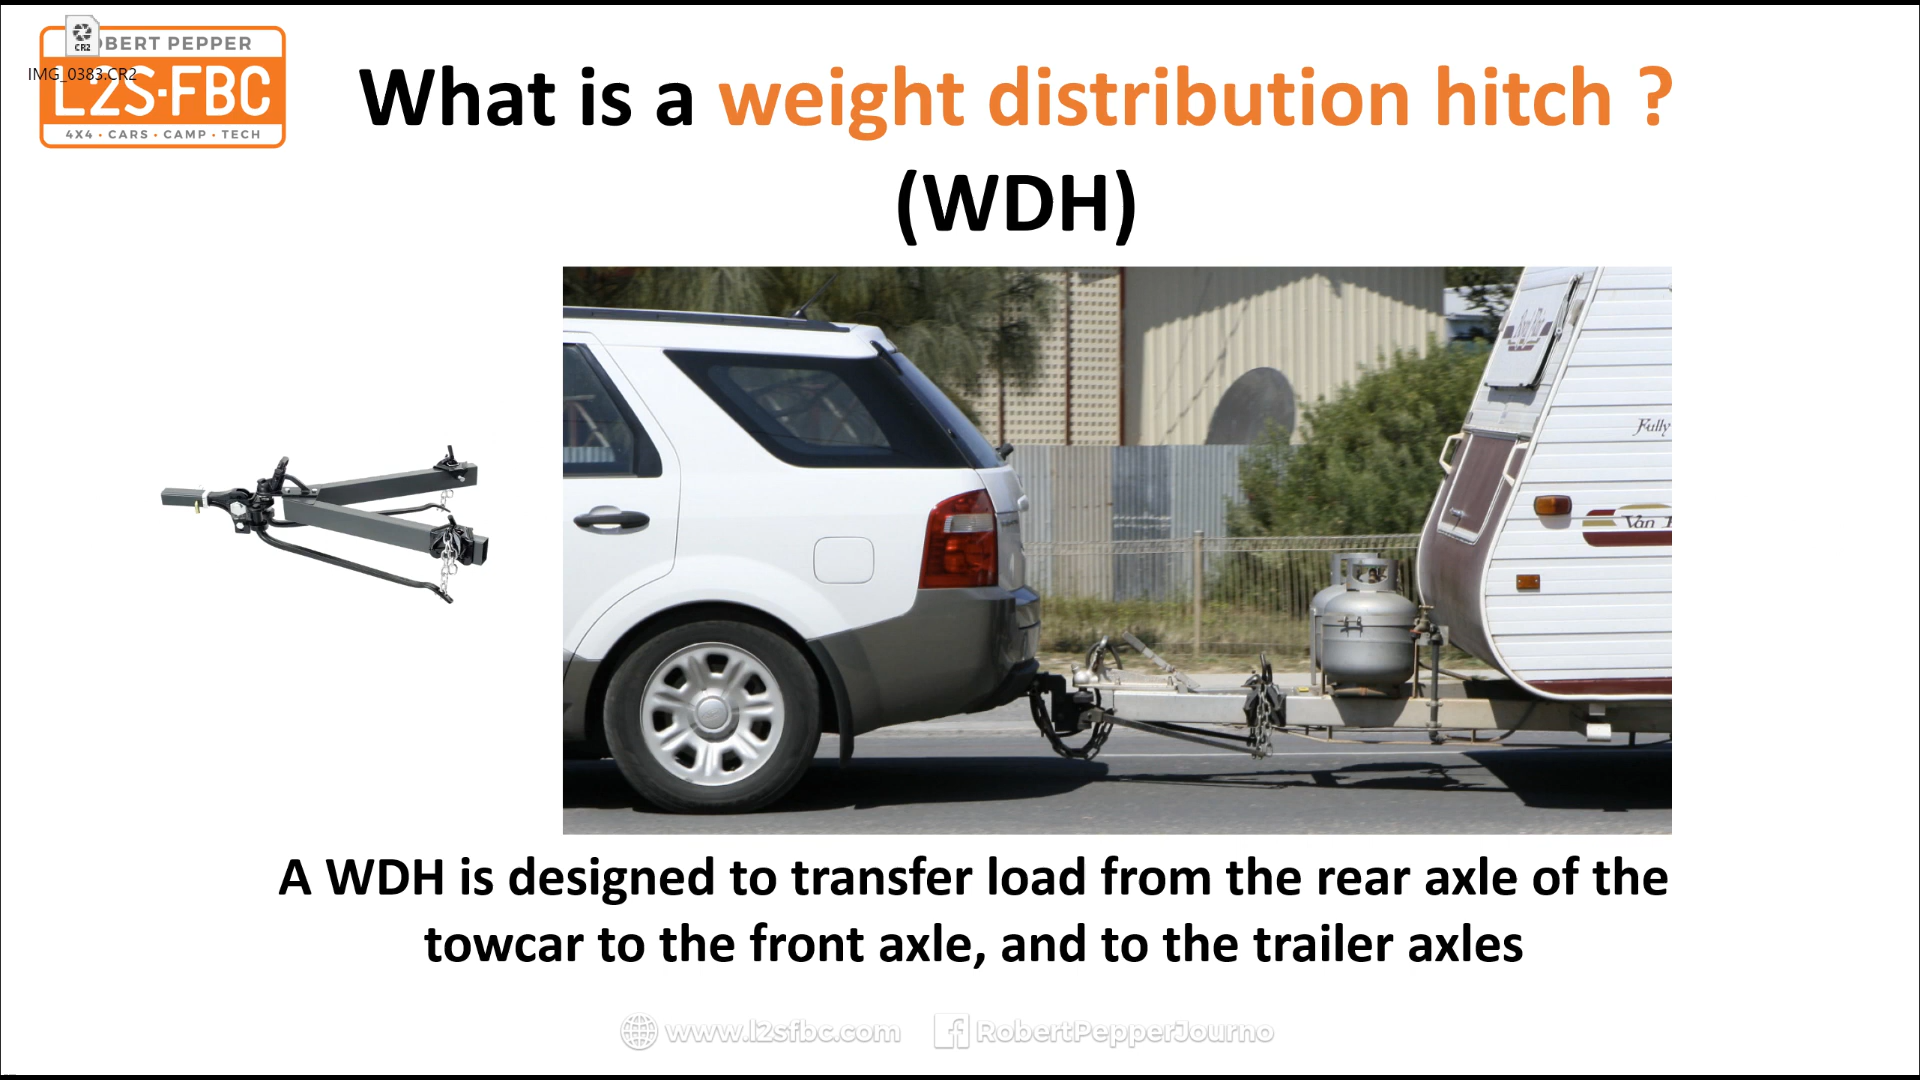 ROBERT PEPPER
CR2
IMG_0383.CR2
L2S·FBC
4X4 · CARS · CAMP · TECH
What is a weight distribution hitch ?
(WDH)
Fully
Van
A WDH is designed to transfer load from the rear axle of the
towcar to the front axle, and to the trailer axles
www.l2sfbc.com RobertPepperJourno